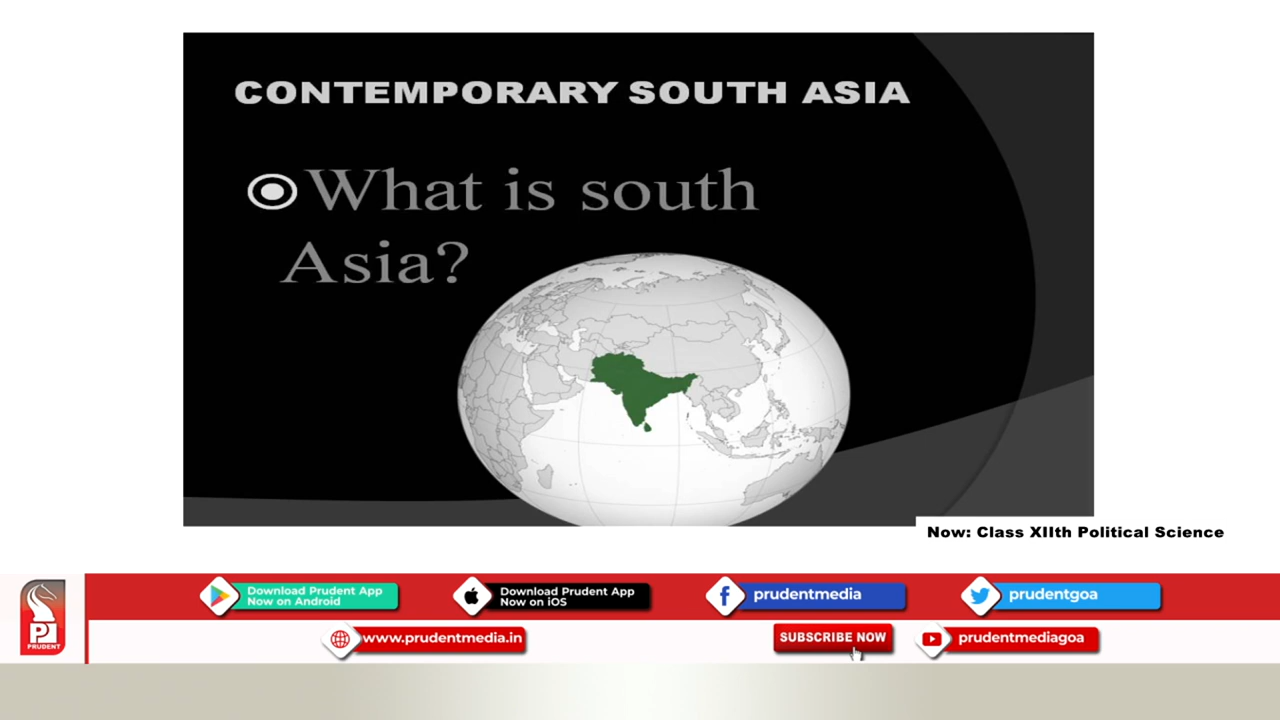 CONTEMPORARY SOUTH ASIA
What is south
Asia?
Now: Class XIIth Political Science
Download Prudent App
Now on Android
Download Prudent App
Now on iOS
prudentmedia
prudentgoa
PI
PRUDENT
www.prudentmedia.in
SUBSCRIBE NOW
prudentmediagoa